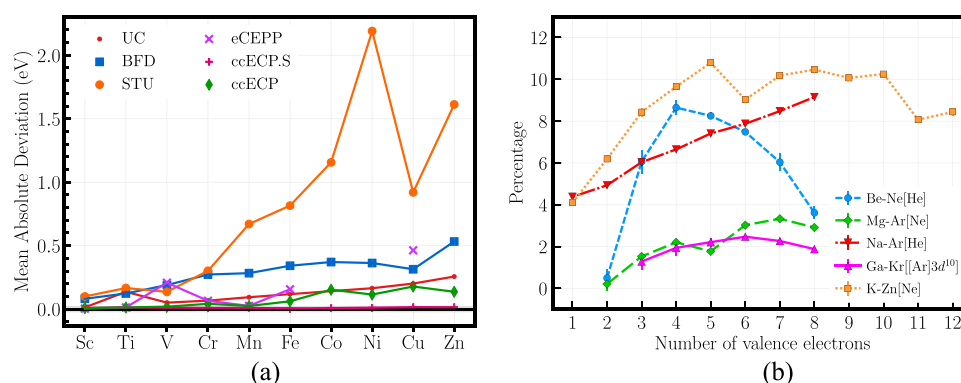 Mean Absolute Deviation (eV)
2.0
1.5
1.0
0.5
0.0
UC
BFD
STU
eCEPP
ccECP.S
ccECP
Sc Ti V Cr Mn Fe Co Ni Cu Zn
(a)
Percentage
12
10
8
6
4
2
0
Be-Ne[He]
Mg-Ar[Ne]
Na-Ar[He]
Ga-Kr[[Ar]3d¹⁰]
K-Zn[Ne]
1 2 3 4 5 6 7 8 9 10 11 12
Number of valence electrons
(b)